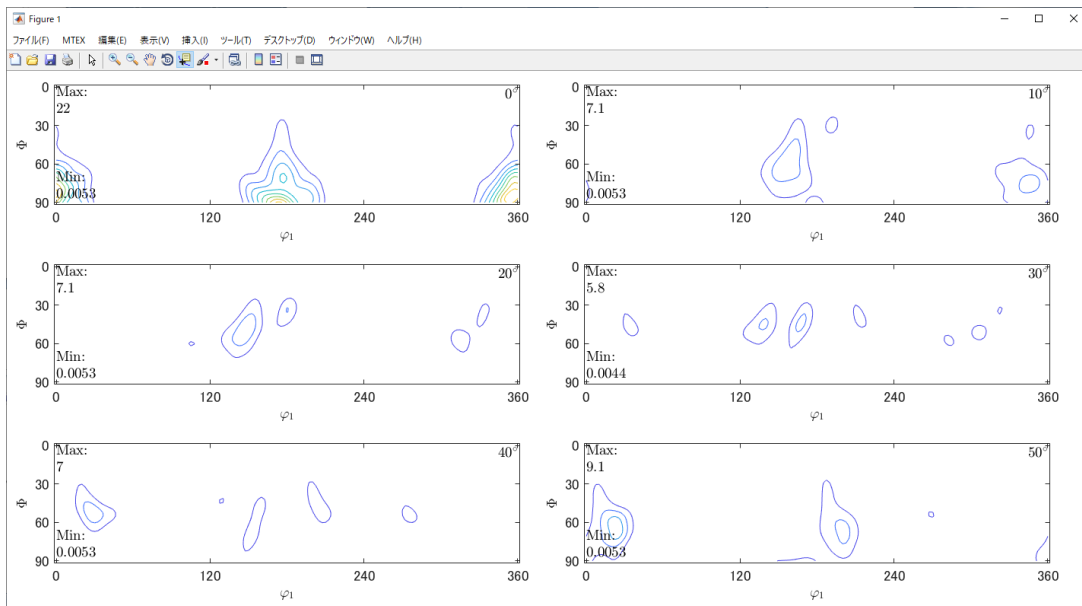 Figure 1
ファイル(F) MTEX 編集(E) 表示(V) 挿入(I) ツール(T) デスクトップ(D) ウィンドウ(W) ヘルプ(H)
Max:
22
0°
Min:
0.0053
0
30
60
90
Φ
0 120 240 360
φ₁
Max:
7.1
10°
Min:
0.0053
0
30
60
90
Φ
0 120 240 360
φ₁
Max:
7.1
20°
Min:
0.0053
0
30
60
90
Φ
0 120 240 360
φ₁
Max:
5.8
30°
Min:
0.0044
0
30
60
90
Φ
0 120 240 360
φ₁
Max:
7
40°
Min:
0.0053
0
30
60
90
Φ
0 120 240 360
φ₁
Max:
9.1
50°
Min:
0.0053
0
30
60
90
Φ
0 120 240 360
φ₁